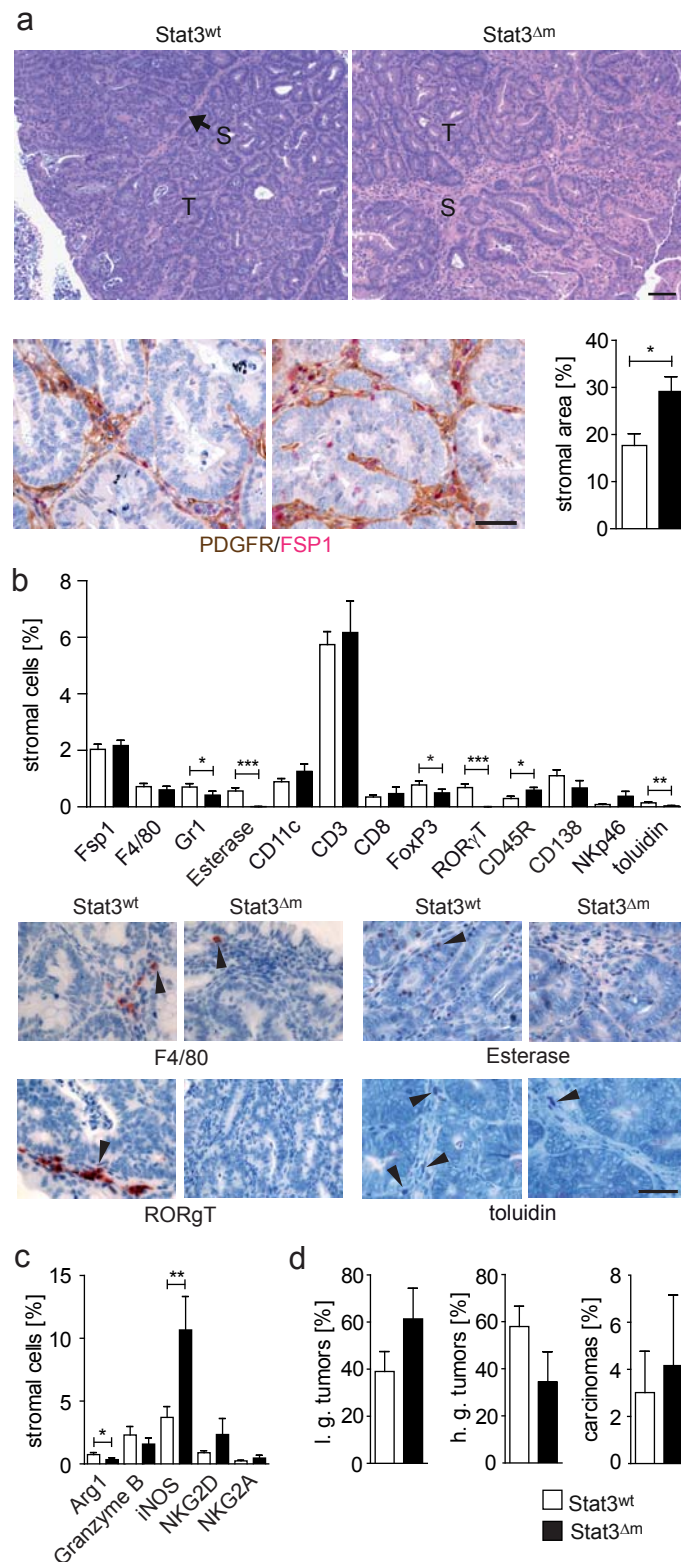 a
Stat3wt Stat3Δm
S
T
T
S
stromal area [%]
40
30
20
10
0
*
PDGFR/FSP1
b
stromal cells [%]
8
6
4
2
0
* *** * *** * **
Fsp1 F4/80 Gr1 Esterase CD11c CD3 CD8 FoxP3 RORγT CD45R CD138 NKp46 toluidin
Stat3wt Stat3Δm Stat3wt Stat3Δm
F4/80 Esterase
RORgT toluidin
c
stromal cells [%]
15
10
5
0
* **
Arg1 Granzyme B iNOS NKG2D NKG2A
d
l. g. tumors [%]
80
60
40
20
0
h. g. tumors [%]
80
60
40
20
0
carcinomas [%]
8
6
4
2
0
Stat3wt
Stat3Δm